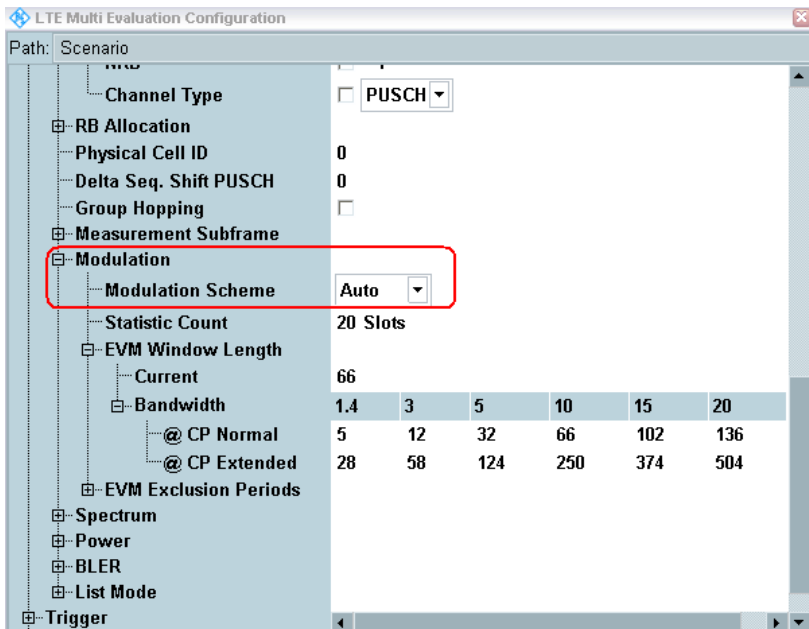 LTE Multi Evaluation Configuration
Path: Scenario
NRB
Channel Type PUSCH
RB Allocation
Physical Cell ID 0
Delta Seq. Shift PUSCH 0
Group Hopping
Measurement Subframe
Modulation
Modulation Scheme Auto
Statistic Count 20 Slots
EVM Window Length
Current 66
Bandwidth 1.4 3 5 10 15 20
@ CP Normal 5 12 32 66 102 136
@ CP Extended 28 58 124 250 374 504
EVM Exclusion Periods
Spectrum
Power
BLER
List Mode
Trigger